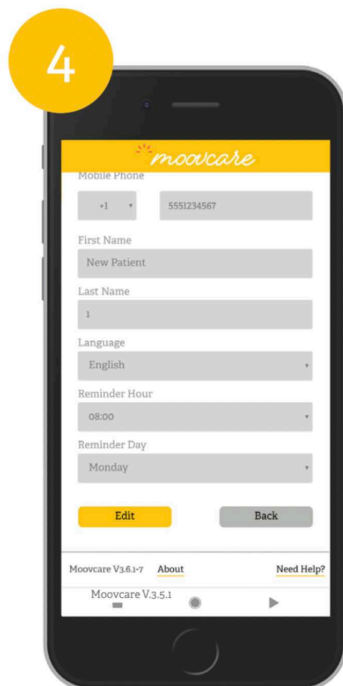 4
moovcare
Mobile Phone
+1 5551234567
First Name
New Patient
Last Name
1
Language
English
Reminder Hour
08:00
Reminder Day
Monday
Edit Back
Moovcare V3.6.1-7 About Need Help?
Moovcare V.3.5.1